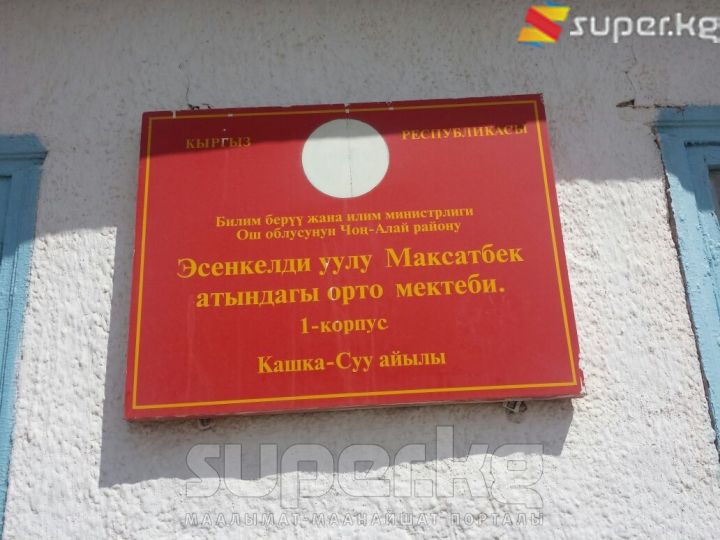 super.kg
КЫРГЫЗ РЕСПУБЛИКАСЫ
Билим берүү жана илим министрлиги
Ош облусунун Чоң-Алай району
Эсенкелди уулу Максатбек
атындагы орто мектеби.
1-корпус
Кашка-Суу айылы
super.kg
МААЛЫМАТ-МААНАЙШАТ ПОРТАЛЫ